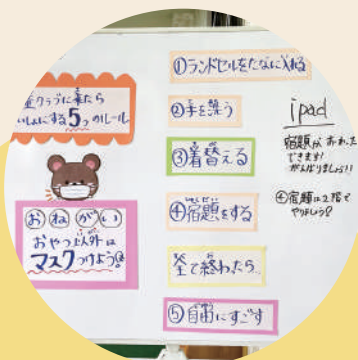 クラブに来たら
さいしょにする5つのルール
おねがい
おやつ以外は
マスクつけよう!
①ランドセルをたなに入れる
②手を洗う
③着替える
④宿題をする
全て終わったら…
⑤自由にすごす
ipad
宿題がおわったら
できます!
がんばりましょう!!
④宿題は2階で
やりましょう!